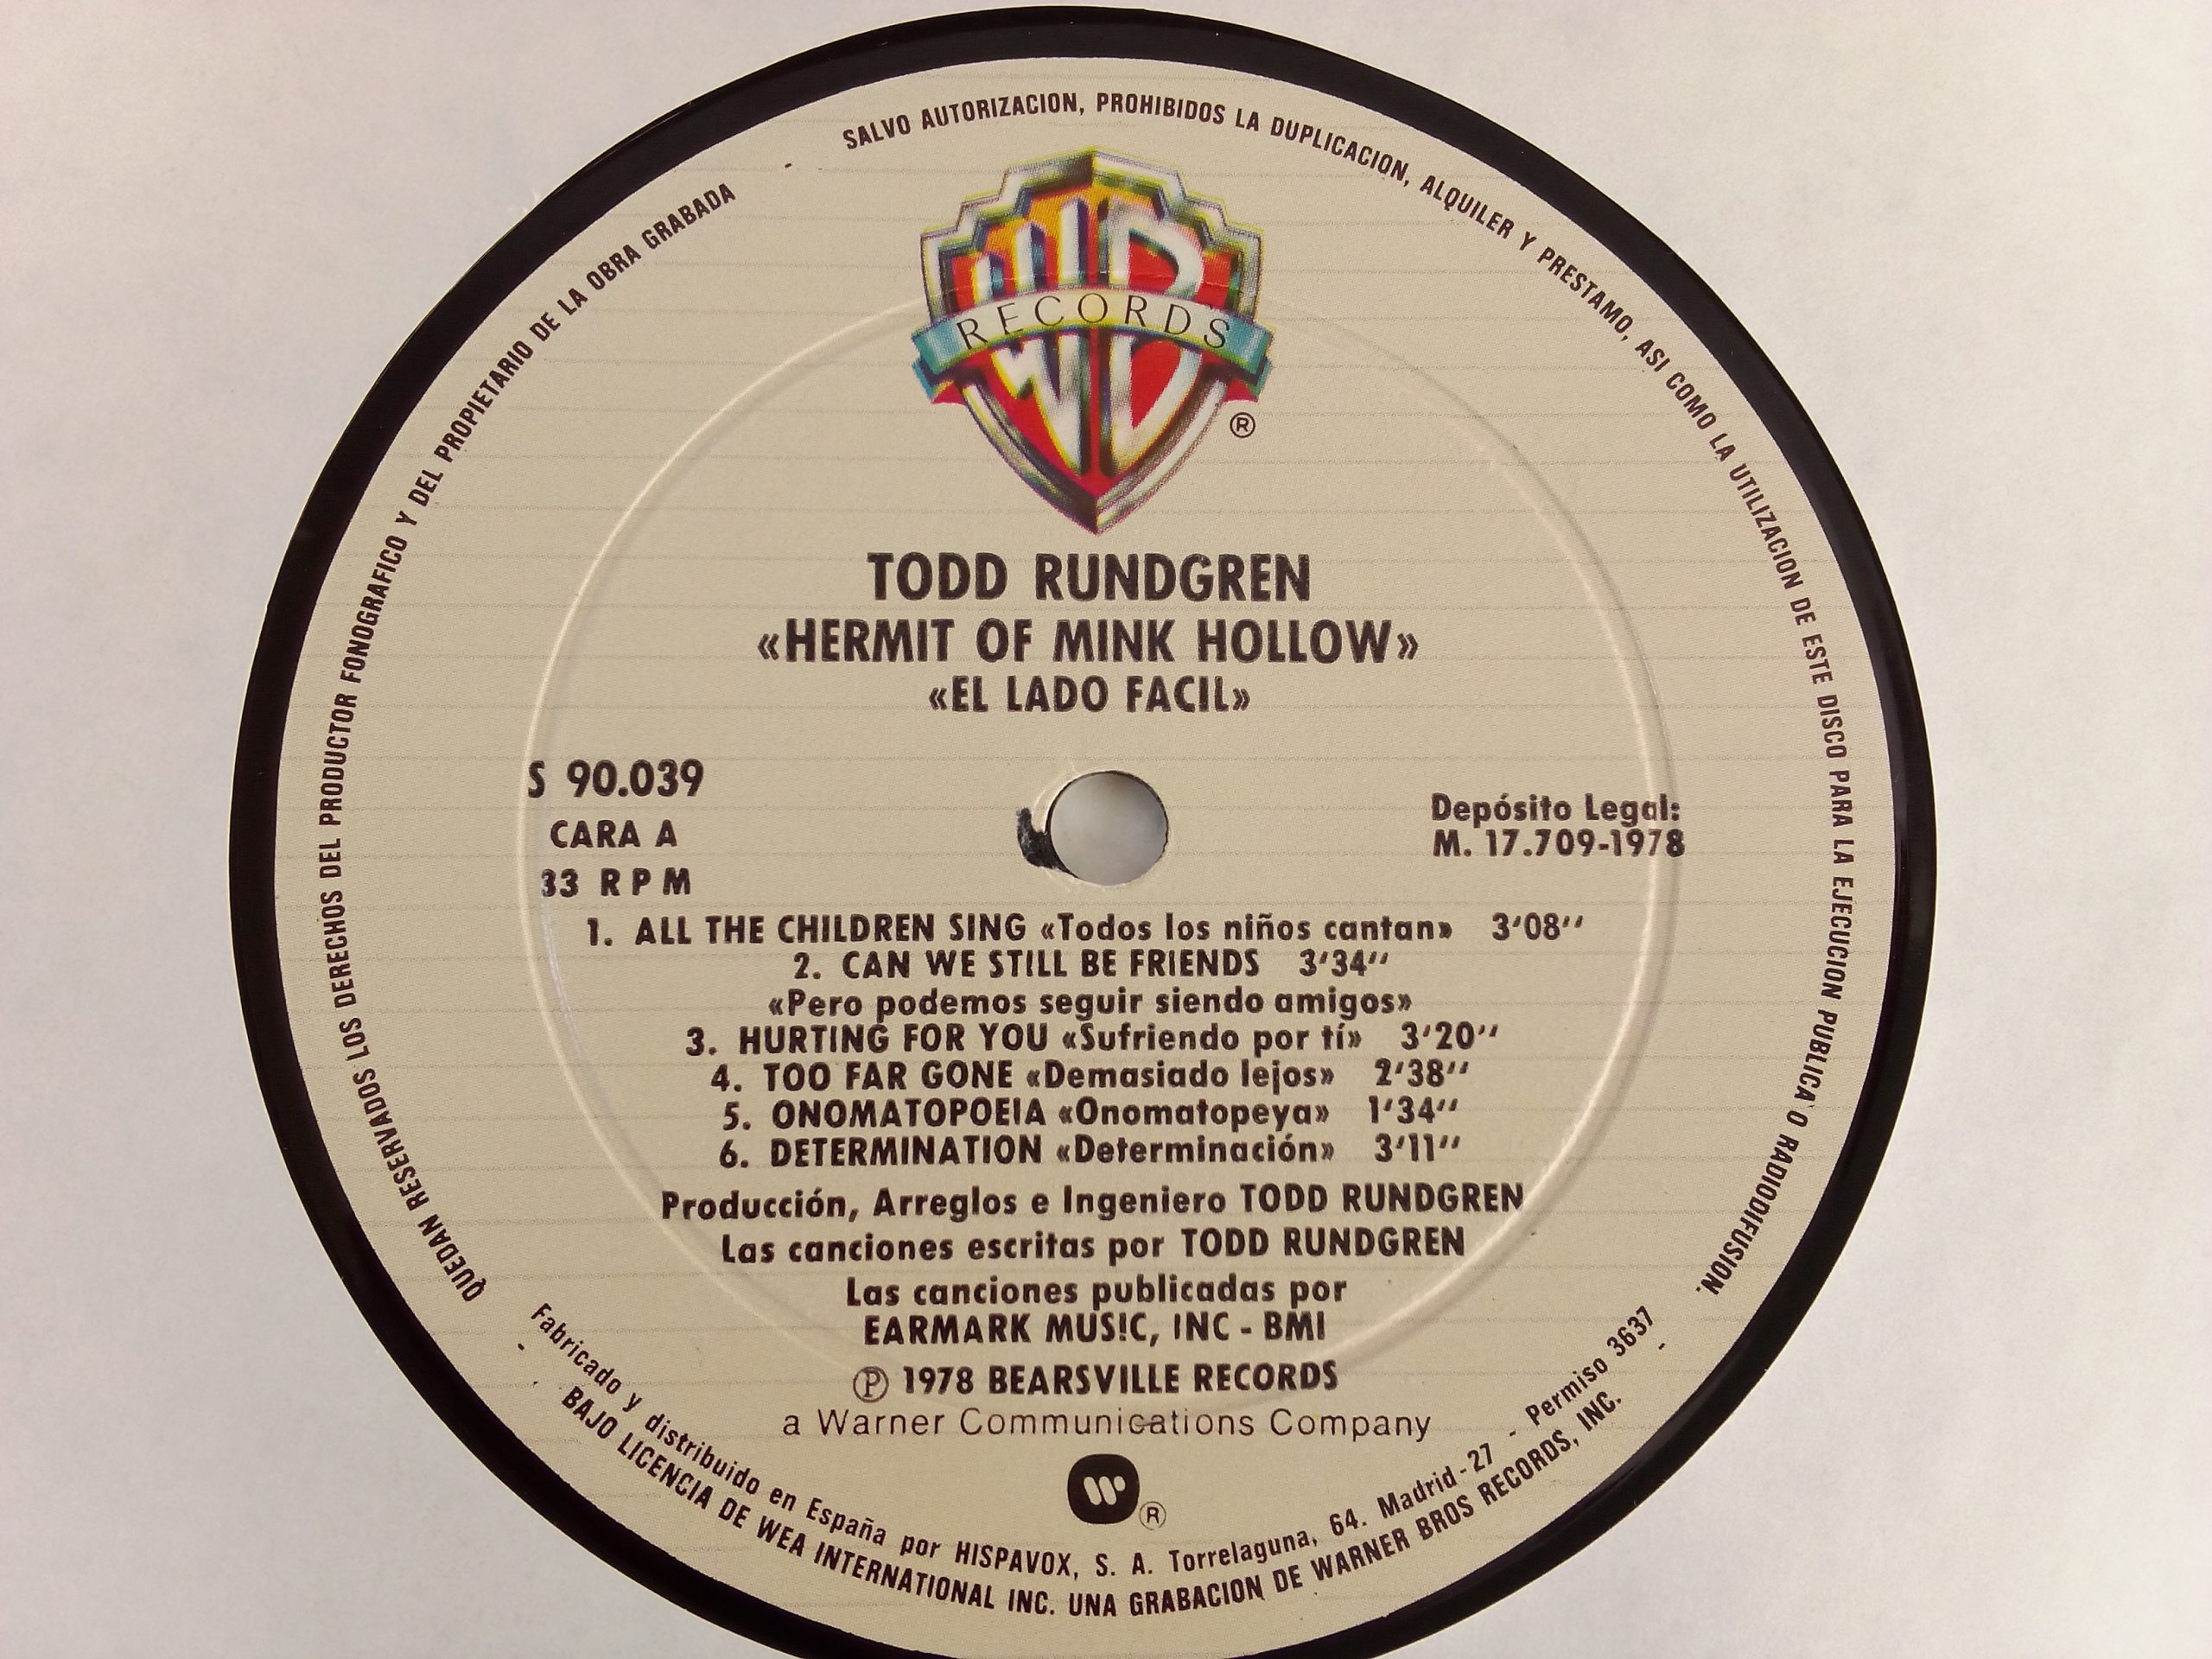 SALVO AUTORIZACION, PROHIBIDOS LA DUPLICACION, ALQUILER Y PRESTAMO, ASI COMO LA UTILIZACION DE ESTE DISCO PARA LA EJECUCION PUBLICA O RADIODIFUSION.
QUEDAN RESERVADOS LOS DERECHOS DEL PRODUCTOR FONOGRAFICO Y DEL PROPIETARIO DE LA OBRA GRABADA
WB
RECORDS
®
TODD RUNDGREN
«HERMIT OF MINK HOLLOW»
«EL LADO FACIL»
S 90.039
CARA A
33 RPM
Depósito Legal:
M. 17.709-1978
1. ALL THE CHILDREN SING «Todos los niños cantan» 3'08''
2. CAN WE STILL BE FRIENDS 3'34''
«Pero podemos seguir siendo amigos»
3. HURTING FOR YOU «Sufriendo por tí» 3'20''
4. TOO FAR GONE «Demasiado lejos» 2'38''
5. ONOMATOPOEIA «Onomatopeya» 1'34''
6. DETERMINATION «Determinación» 3'11''
Producción, Arreglos e Ingeniero TODD RUNDGREN
Las canciones escritas por TODD RUNDGREN
Las canciones publicadas por
EARMARK MUS!C, INC - BMI
℗ 1978 BEARSVILLE RECORDS
a Warner Communications Company
W ®
Fabricado y distribuido en España por HISPAVOX, S. A. Torrelaguna, 64. Madrid-27 - Permiso 3637
BAJO LICENCIA DE WEA INTERNATIONAL INC. UNA GRABACION DE WARNER BROS RECORDS, INC.